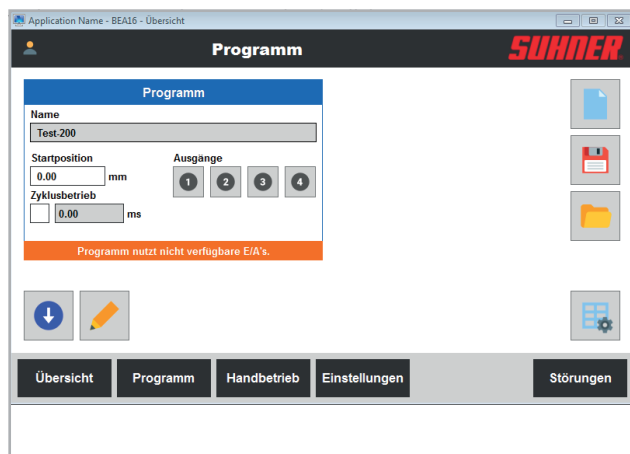 Application Name - BEA16 - Übersicht
Programm
SUHNER
Programm
Name
Test-200
Startposition
Ausgänge
0.00 mm
1 2 3 4
Zyklusbetrieb
0.00 ms
Programm nutzt nicht verfügbare E/A's.
Übersicht Programm Handbetrieb Einstellungen Störungen